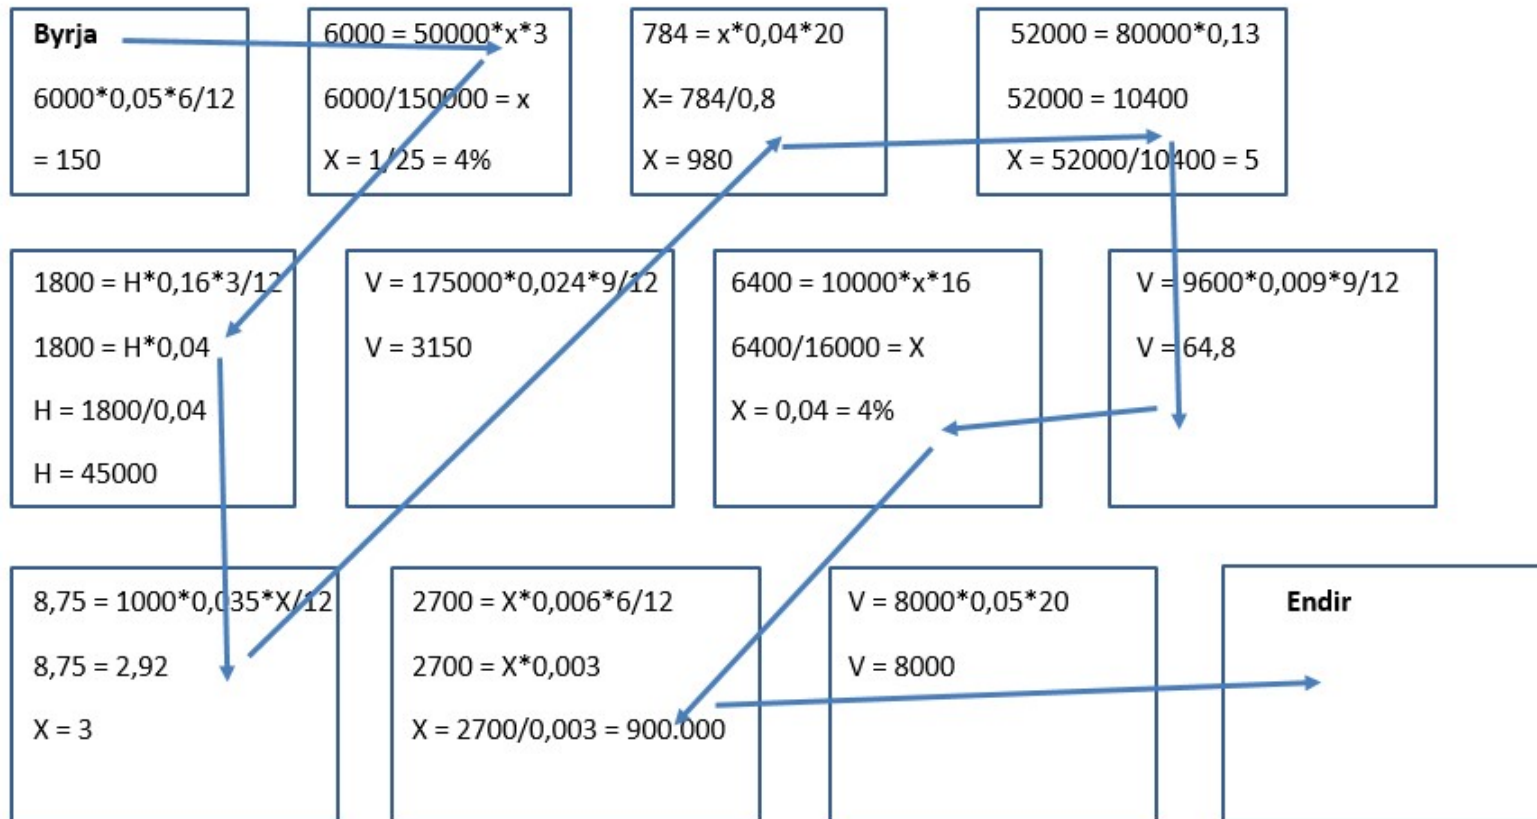 Byrja
6000*0,05*6/12
= 150
6000 = 50000*x*3
6000/150000 = x
X = 1/25 = 4%
784 = x*0,04*20
X= 784/0,8
X = 980
52000 = 80000*0,13
52000 = 10400
X = 52000/10400 = 5
1800 = H*0,16*3/12
1800 = H*0,04
H = 1800/0,04
H = 45000
V = 175000*0,024*9/12
V = 3150
6400 = 10000*x*16
6400/16000 = X
X = 0,04 = 4%
V = 9600*0,009*9/12
V = 64,8
8,75 = 1000*0,035*X/12
8,75 = 2,92
X = 3
2700 = X*0,006*6/12
2700 = X*0,003
X = 2700/0,003 = 900.000
V = 8000*0,05*20
V = 8000
Endir